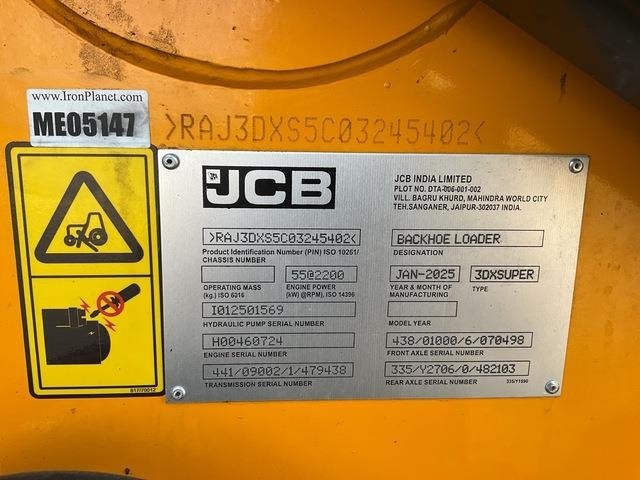 www.IronPlanet.com
ME05147
>RAJ3DXS5C03245402<
JCB
JCB INDIA LIMITED
PLOT NO. DTA-006-001-002
VILL. BAGRU KHURD, MAHINDRA WORLD CITY
TEH.SANGANER, JAIPUR-302037 INDIA.
>RAJ3DXS5C03245402<
Product Identification Number (PIN) ISO 10261/
CHASSIS NUMBER
BACKHOE LOADER
DESIGNATION
55@2200
OPERATING MASS
(kg.) ISO 6016
ENGINE POWER
(kW) @RPM), ISO 14396
JAN-2025
YEAR & MONTH OF
MANUFACTURING
3DXSUPER
TYPE
I012501569
HYDRAULIC PUMP SERIAL NUMBER
MODEL YEAR
H00460724
ENGINE SERIAL NUMBER
438/01000/6/070498
FRONT AXLE SERIAL NUMBER
441/09002/1/479438
TRANSMISSION SERIAL NUMBER
335/Y2706/0/482103
REAR AXLE SERIAL NUMBER
335/Y1590
817/70012